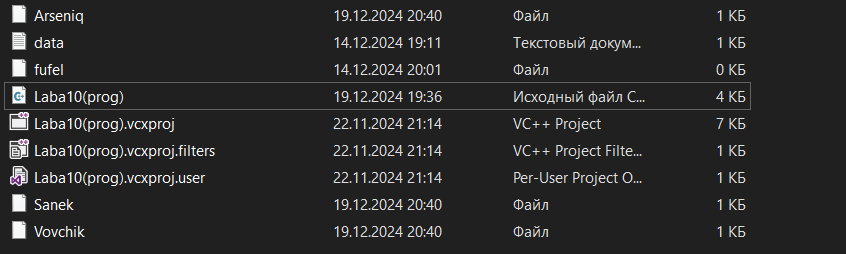 Arseniq 19.12.2024 20:40 Файл 1 КБ
data 14.12.2024 19:11 Текстовый докум... 1 КБ
fufel 14.12.2024 20:01 Файл 0 КБ
Laba10(prog) 19.12.2024 19:36 Исходный файл C... 4 КБ
Laba10(prog).vcxproj 22.11.2024 21:14 VC++ Project 7 КБ
Laba10(prog).vcxproj.filters 22.11.2024 21:14 VC++ Project Filte... 1 КБ
Laba10(prog).vcxproj.user 22.11.2024 21:14 Per-User Project O... 1 КБ
Sanek 19.12.2024 20:40 Файл 1 КБ
Vovchik 19.12.2024 20:40 Файл 1 КБ